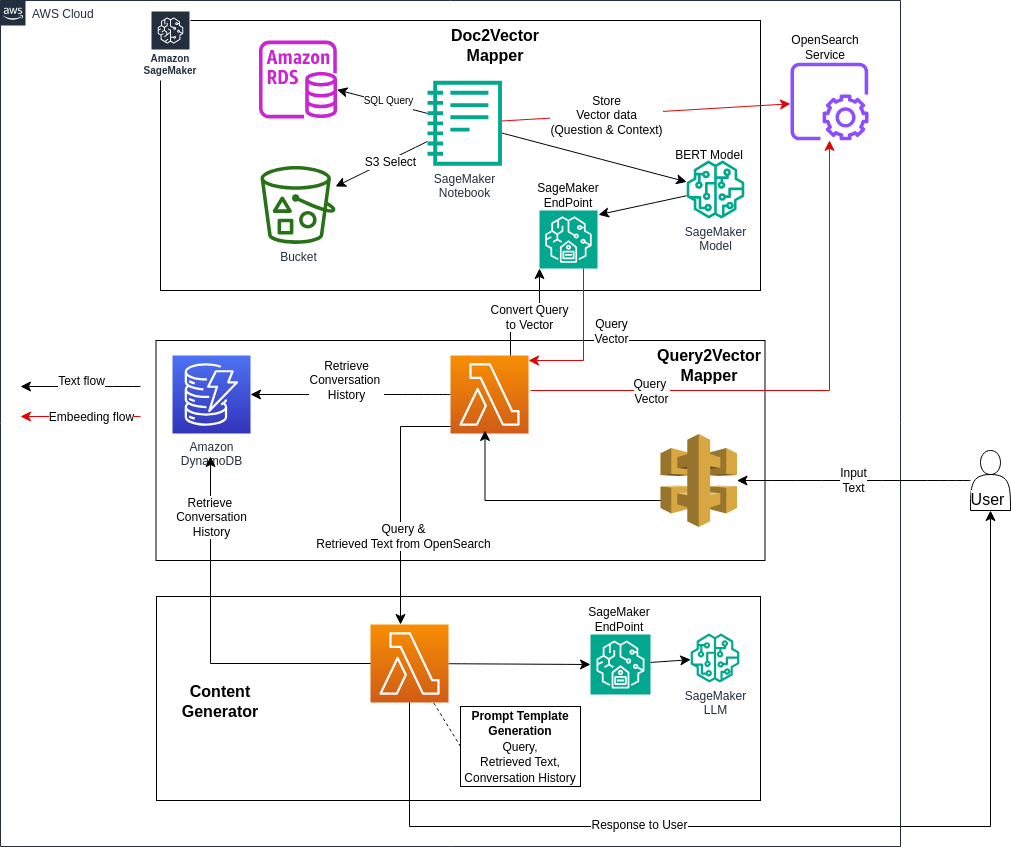 aws
AWS Cloud
Amazon
SageMaker
Doc2Vector
Mapper
Amazon
RDS
SQL Query
S3 Select
SageMaker
Notebook
Bucket
Store
Vector data
(Question & Context)
OpenSearch
Service
BERT Model
SageMaker
Model
SageMaker
EndPoint
Convert Query
to Vector
Query
Vector
Query2Vector
Mapper
Retrieve
Conversation
History
Query
Vector
Amazon
DynamoDB
Text flow
Embeeding flow
Input
Text
User
Retrieve
Conversation
History
Query &
Retrieved Text from OpenSearch
Content
Generator
SageMaker
EndPoint
SageMaker
LLM
Prompt Template
Generation
Query,
Retrieved Text,
Conversation History
Response to User